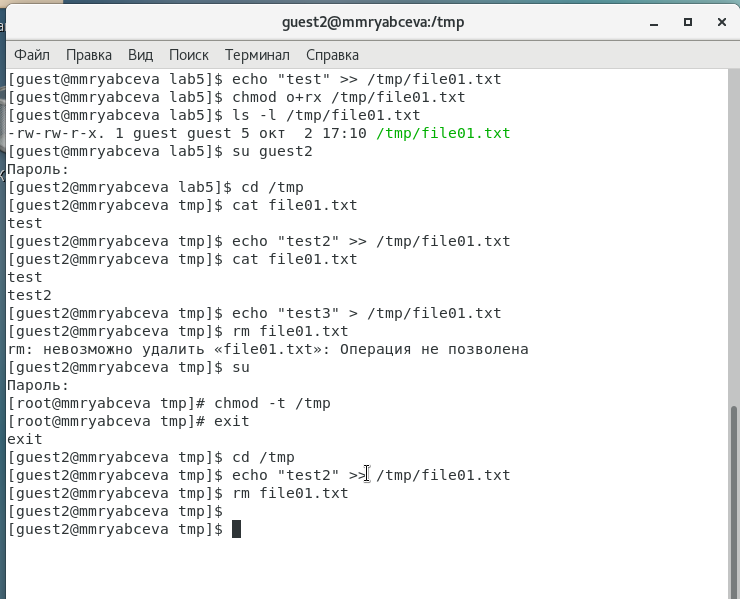 guest2@mmryabceva:/tmp
Файл Правка Вид Поиск Терминал Справка
[guest@mmryabceva lab5]$ echo "test" >> /tmp/file01.txt
[guest@mmryabceva lab5]$ chmod o+rx /tmp/file01.txt
[guest@mmryabceva lab5]$ ls -l /tmp/file01.txt
-rw-rw-r-x. 1 guest guest 5 окт  2 17:10 /tmp/file01.txt
[guest@mmryabceva lab5]$ su guest2
Пароль:
[guest2@mmryabceva lab5]$ cd /tmp
[guest2@mmryabceva tmp]$ cat file01.txt
test
[guest2@mmryabceva tmp]$ echo "test2" >> /tmp/file01.txt
[guest2@mmryabceva tmp]$ cat file01.txt
test
test2
[guest2@mmryabceva tmp]$ echo "test3" > /tmp/file01.txt
[guest2@mmryabceva tmp]$ rm file01.txt
rm: невозможно удалить «file01.txt»: Операция не позволена
[guest2@mmryabceva tmp]$ su
Пароль:
[root@mmryabceva tmp]# chmod -t /tmp
[root@mmryabceva tmp]# exit
exit
[guest2@mmryabceva tmp]$ cd /tmp
[guest2@mmryabceva tmp]$ echo "test2" >> /tmp/file01.txt
[guest2@mmryabceva tmp]$ rm file01.txt
[guest2@mmryabceva tmp]$
[guest2@mmryabceva tmp]$